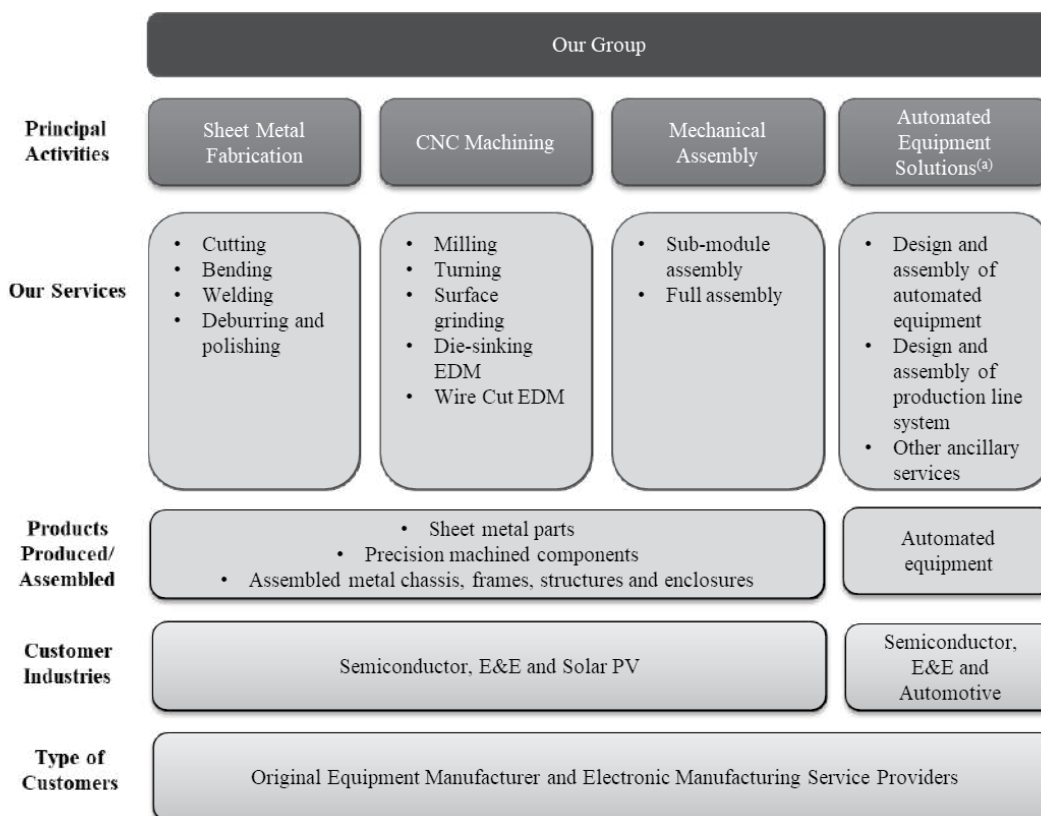 Our Group
Principal
Activities
Sheet Metal
Fabrication
CNC Machining
Mechanical
Assembly
Automated
Equipment
Solutions(a)
Our Services
• Cutting
• Bending
• Welding
• Deburring and
polishing
• Milling
• Turning
• Surface
grinding
• Die-sinking
EDM
• Wire Cut EDM
• Sub-module
assembly
• Full assembly
• Design and
assembly of
automated
equipment
• Design and
assembly of
production line
system
• Other ancillary
services
Products
Produced/
Assembled
• Sheet metal parts
• Precision machined components
• Assembled metal chassis, frames, structures and enclosures
Automated
equipment
Customer
Industries
Semiconductor, E&E and Solar PV
Semiconductor,
E&E and
Automotive
Type of
Customers
Original Equipment Manufacturer and Electronic Manufacturing Service Providers